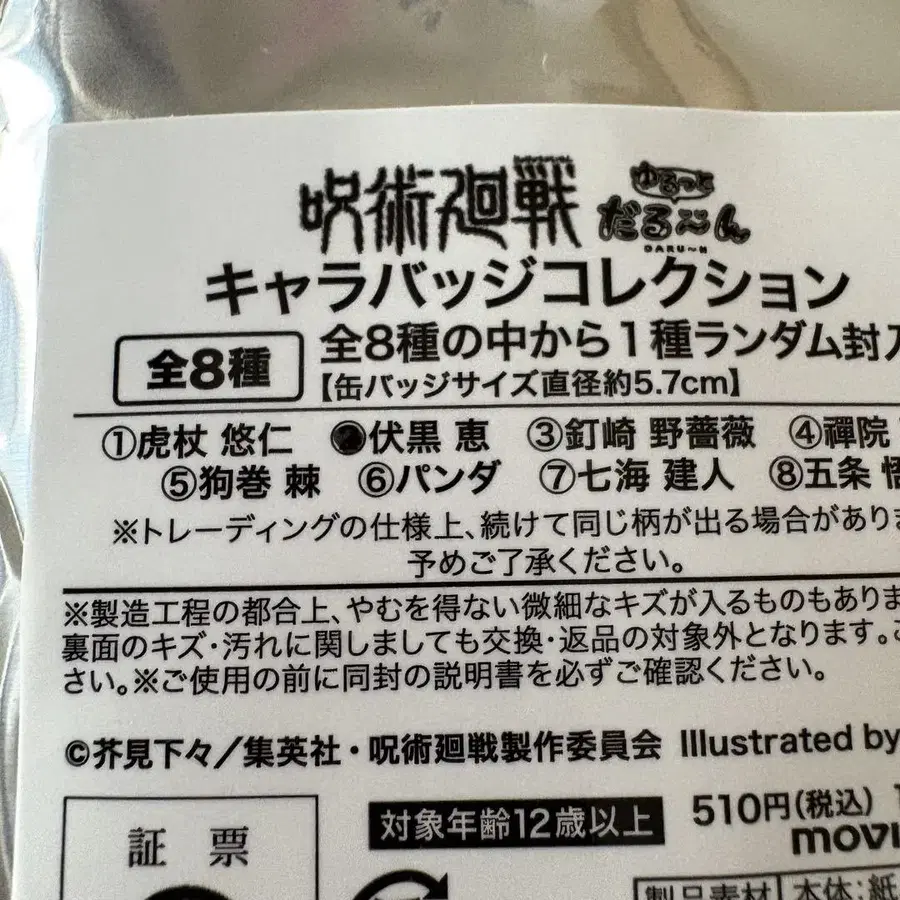 呪術廻戦 ゆるっと だる〜ん
DARU〜N
キャラバッジコレクション
全8種 全8種の中から1種ランダム封入
【缶バッジサイズ直径約5.7cm】
①虎杖 悠仁 ●伏黒 恵 ③釘崎 野薔薇 ④禪院
⑤狗巻 棘 ⑥パンダ ⑦七海 建人 ⑧五条 悟
※トレーディングの仕様上、続けて同じ柄が出る場合がありま
予めご了承ください。
※製造工程の都合上、やむを得ない微細なキズが入るものもありま
裏面のキズ・汚れに関しましても交換・返品の対象外となります。
さい。※ご使用の前に同封の説明書を必ずご確認ください。
©芥見下々／集英社・呪術廻戦製作委員会 Illustrated by
証 票
対象年齢12歳以上 510円(税込)
movi
製品素材 本体:紙